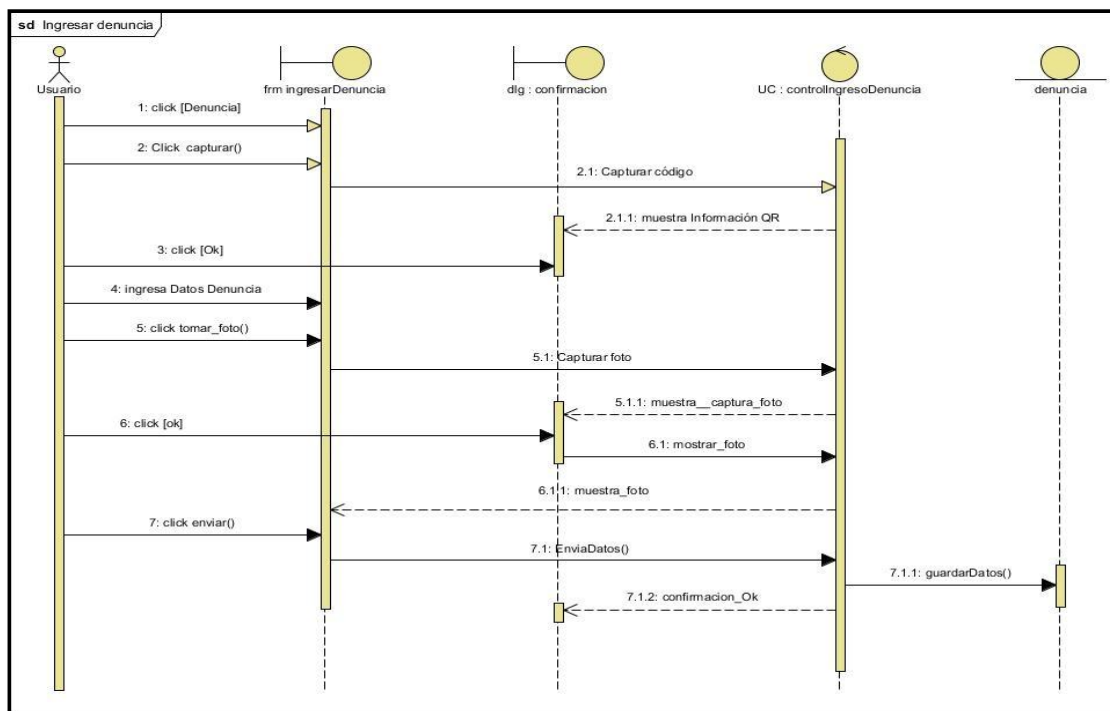 sd Ingresar denuncia
Usuario
frm ingresarDenuncia
dlg : confirmacion
UC : controlIngresoDenuncia
denuncia
1: click [Denuncia]
2: Click capturar()
2.1: Capturar código
2.1.1: muestra Información QR
3: click [Ok]
4: ingresa Datos Denuncia
5: click tomar_foto()
5.1: Capturar foto
5.1.1: muestra__captura_foto
6: click [ok]
6.1: mostrar_foto
6.1.1: muestra_foto
7: click enviar()
7.1: EnviaDatos()
7.1.1: guardarDatos()
7.1.2: confirmacion_Ok